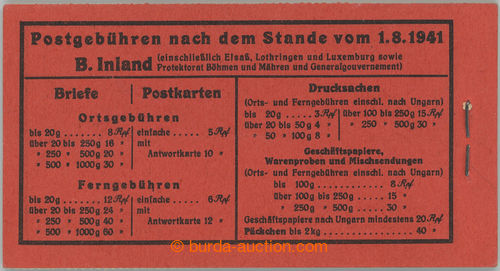 Postgebühren nach dem Stande vom 1.8.1941
B. Inland (einschließlich Elsaß, Lothringen und Luxemburg sowie
Protektorat Böhmen und Mähren und Generalgouvernement)
Briefe
Postkarten
Ortsgebühren
bis 20g ........ 8 Rpf
über 20 bis 250g 16 "
" 250 " 500g 20 "
" 500 " 1000g 30 "
einfache ..... 5 Rpf
mit
Antwortkarte 10 "
Ferngebühren
bis 20g ........ 12 Rpf
über 20 bis 250g 24 "
" 250 " 500g 40 "
" 500 " 1000g 60 "
einfache ..... 6 Rpf
mit
Antwortkarte 12 "
Drucksachen
(Orts- und Ferngebühren einschl. nach Ungarn)
bis 20g .... 3 Rpf
über 20 bis 50g 4 "
" 50 " 100g 8 "
über 100 bis 250g 15 Rpf
" 250 " 500g 30 "
Geschäftspapiere,
Warenproben und Mischsendungen
(Orts- und Ferngebühren einschl. nach Ungarn)
bis 100g ............ 8 Rpf
über 100g bis 250g ..... 15 "
" 250g " 500g ..... 30 "
Geschäftspapiere nach Ungarn mindestens 20 Rpf
Päckchen bis 2kg ............ 40 "
burda-auction.com